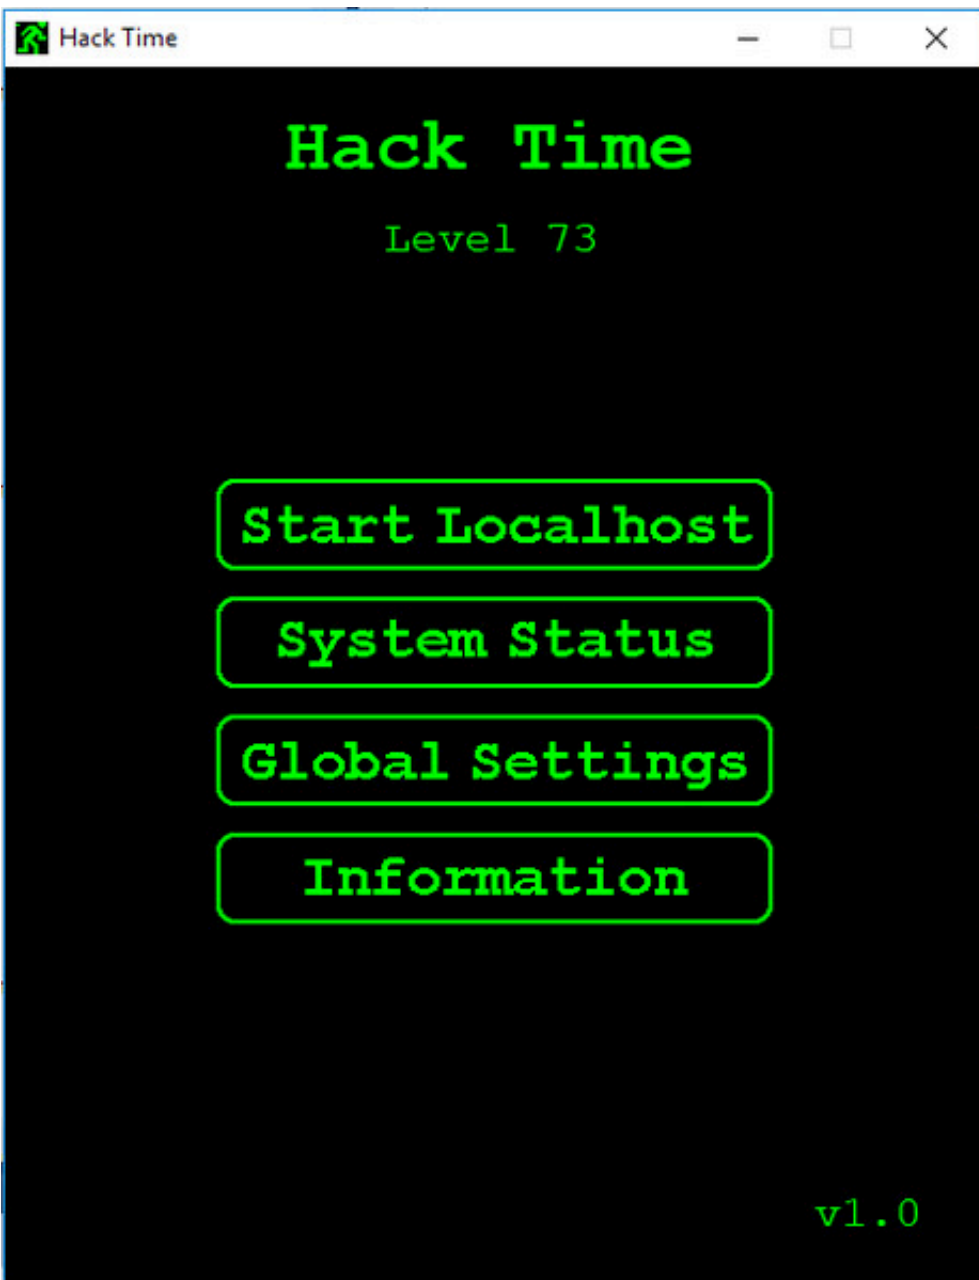 Hack Time
Hack Time
Level 73
Start Localhost
System Status
Global Settings
Information
v1.0